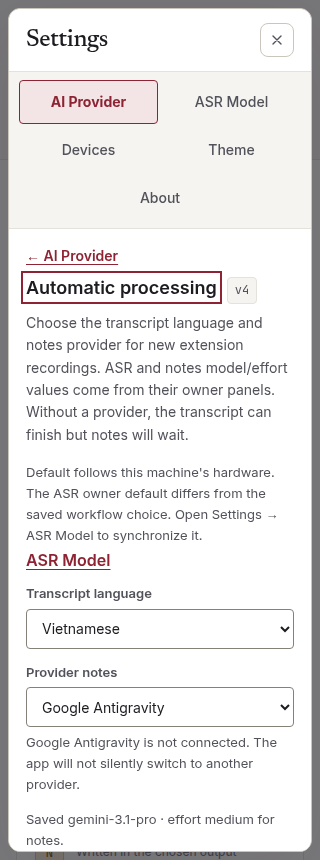 Settings
×
AI Provider
ASR Model
Devices
Theme
About
← AI Provider
Automatic processing
v4
Choose the transcript language and
notes provider for new extension
recordings. ASR and notes model/effort
values come from their owner panels.
Without a provider, the transcript can
finish but notes will wait.
Default follows this machine's hardware.
The ASR owner default differs from the
saved workflow choice. Open Settings →
ASR Model to synchronize it.
ASR Model
Transcript language
Vietnamese
Provider notes
Google Antigravity
Google Antigravity is not connected. The
app will not silently switch to another
provider.
Saved gemini-3.1-pro · effort medium for
notes.